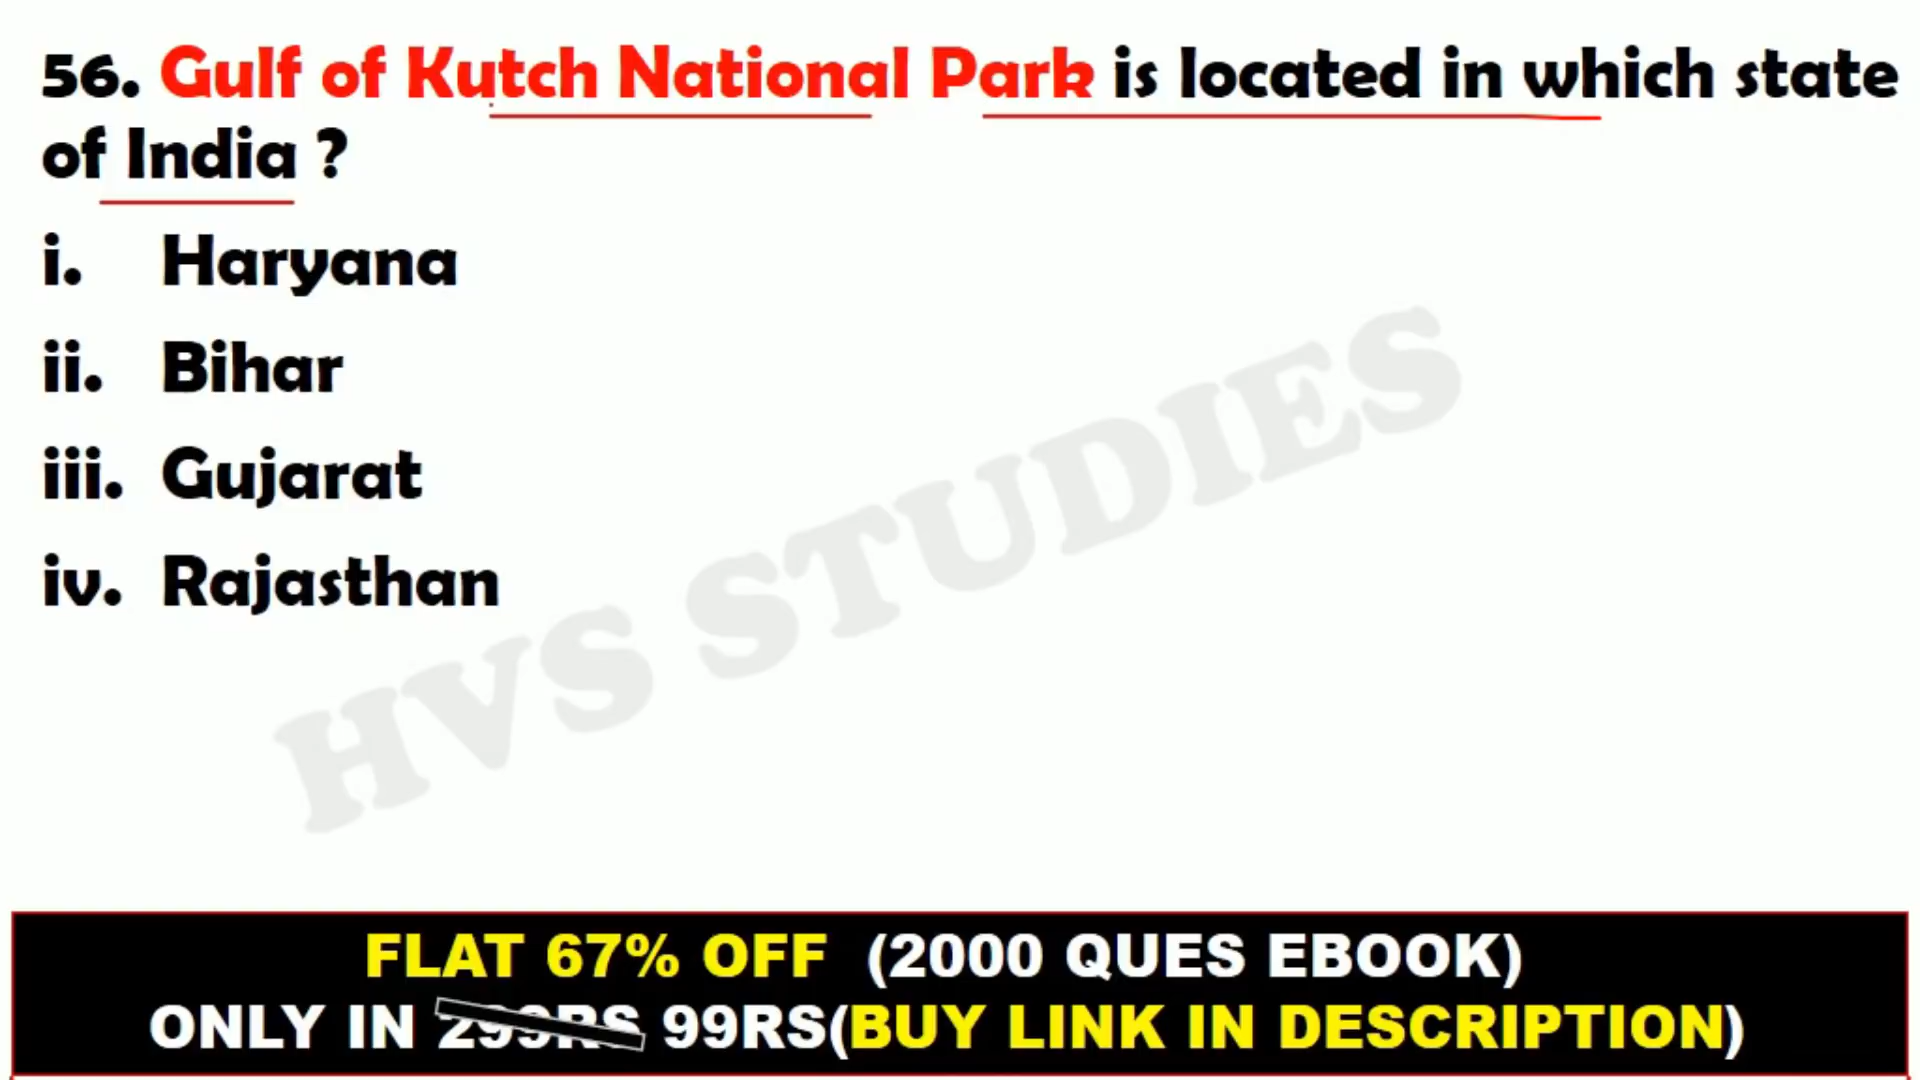 56. Gulf of Kutch National Park is located in which state
of India ?
i. Haryana
ii. Bihar
iii. Gujarat
iv. Rajasthan
HVS STUDIES
FLAT 67% OFF (2000 QUES EBOOK)
ONLY IN 299RS 99RS(BUY LINK IN DESCRIPTION)